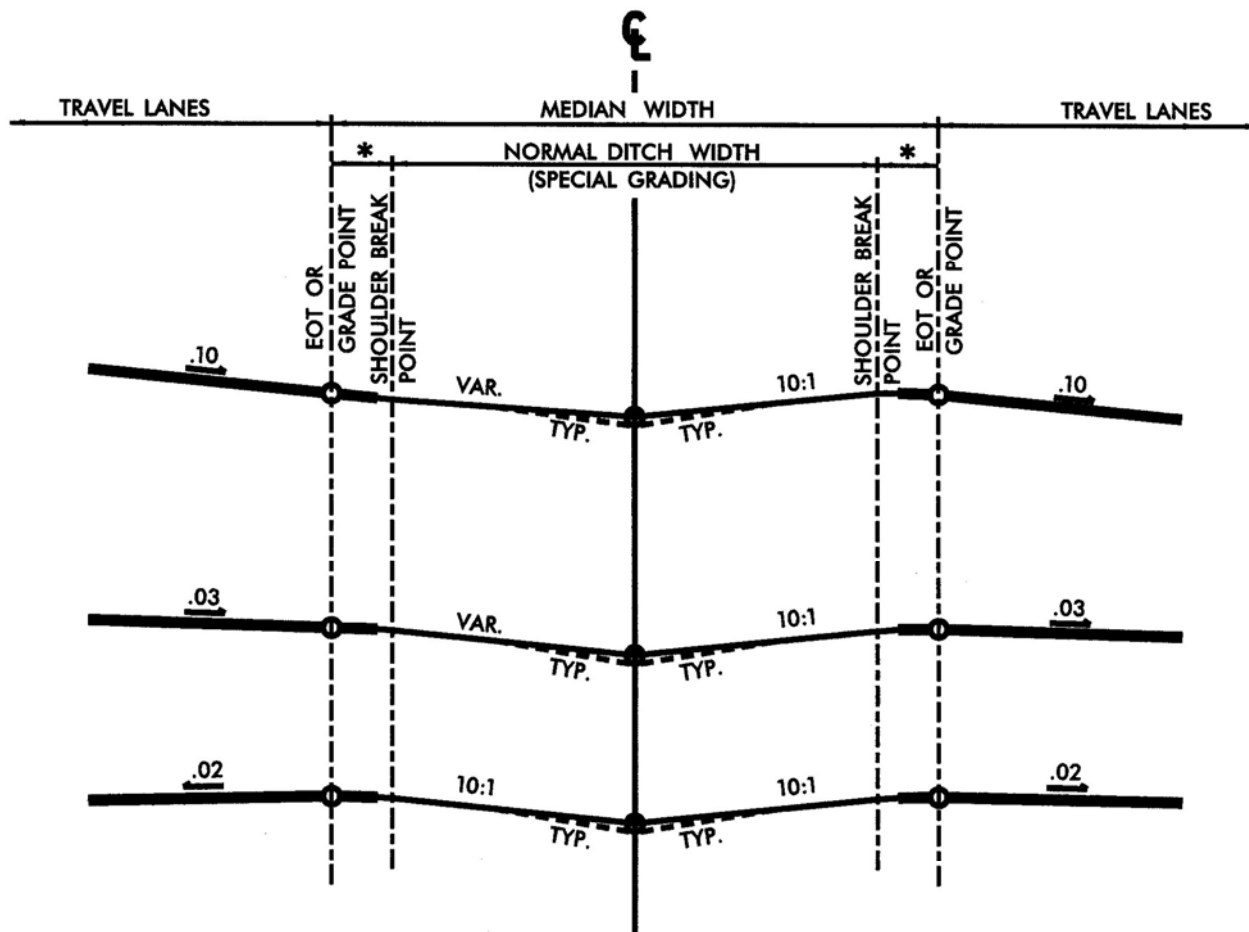 ℄
TRAVEL LANES MEDIAN WIDTH TRAVEL LANES
* NORMAL DITCH WIDTH *
(SPECIAL GRADING)
EOT OR
GRADE POINT
SHOULDER BREAK
POINT
SHOULDER BREAK
POINT
EOT OR
GRADE POINT
.10 VAR. 10:1 .10
TYP. TYP.
.03 VAR. 10:1 .03
TYP. TYP.
.02 10:1 10:1 .02
TYP. TYP.